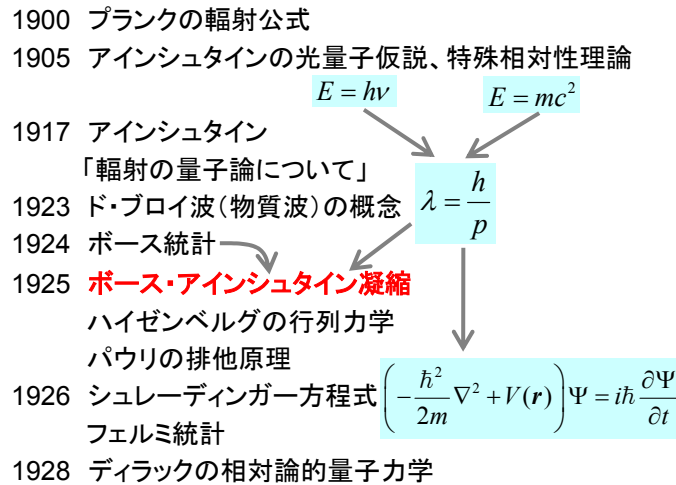 1900 プランクの輻射公式
1905 アインシュタインの光量子仮説、特殊相対性理論
E = hν
E = mc²
1917 アインシュタイン
「輻射の量子論について」
1923 ド・ブロイ波(物質波)の概念
λ = h/p
1924 ボース統計
1925 ボース・アインシュタイン凝縮
ハイゼンベルグの行列力学
パウリの排他原理
1926 シュレーディンガー方程式 (−ℏ²/2m ∇² + V(r))Ψ = iℏ ∂Ψ/∂t
フェルミ統計
1928 ディラックの相対論的量子力学